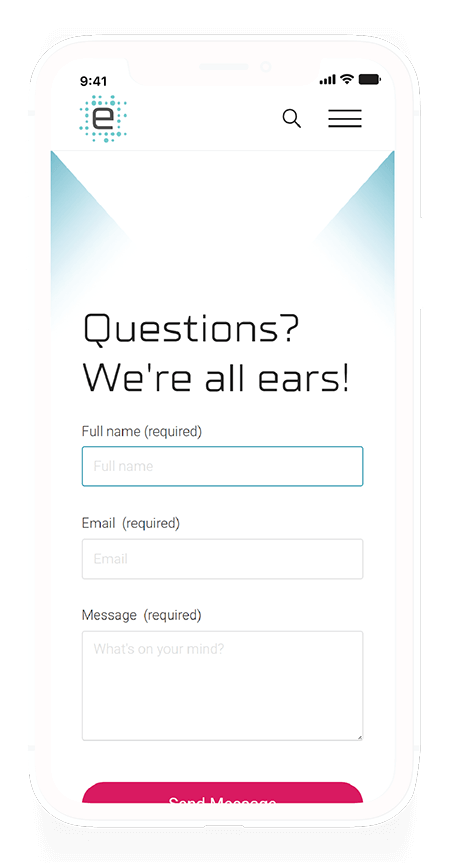 9:41
e
Questions?
We're all ears!
Full name (required)
Full name
Email (required)
Email
Message (required)
What's on your mind?
Send Message